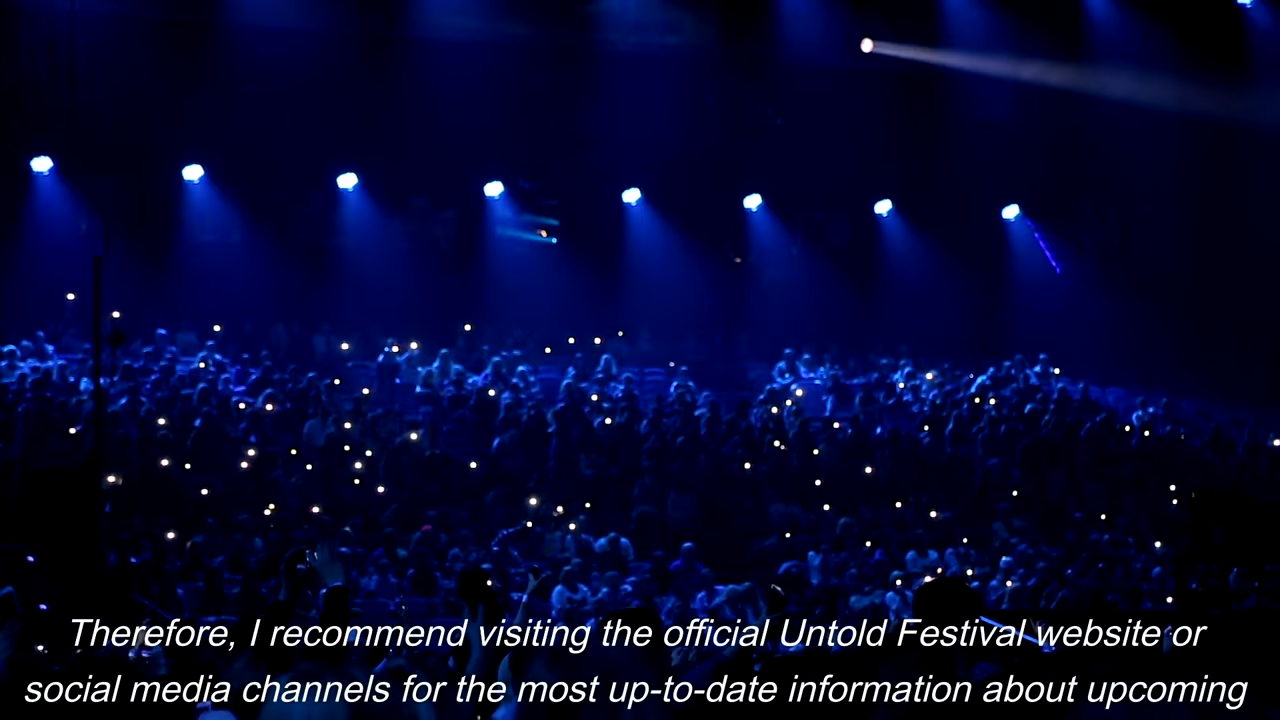 Therefore, I recommend visiting the official Untold Festival website or
social media channels for the most up-to-date information about upcoming